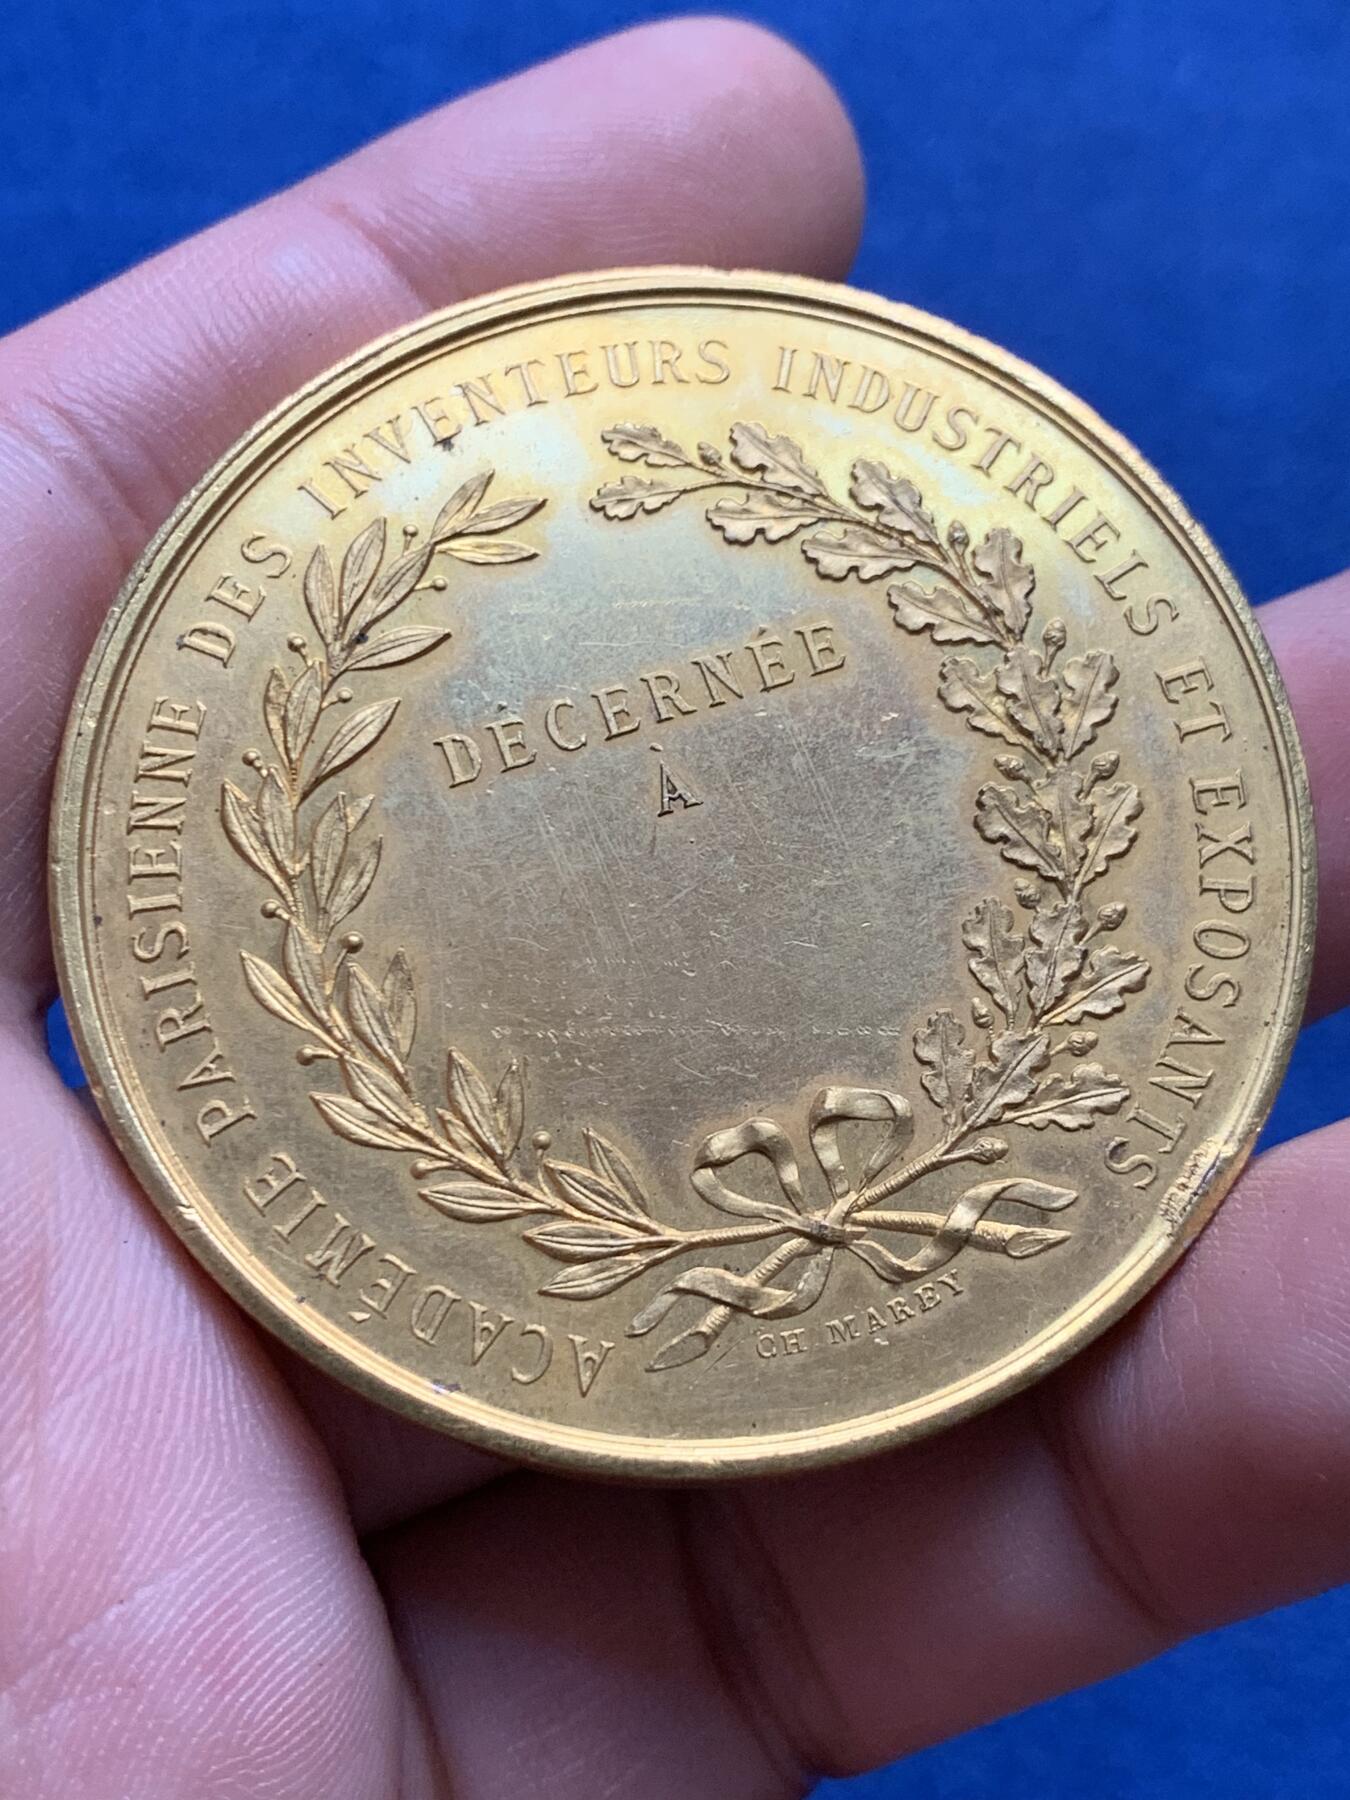 ACADÉMIE PARISIENNE DES INVENTEURS INDUSTRIELS ET EXPOSANTS
DÉCERNÉE
À
CH MAREY